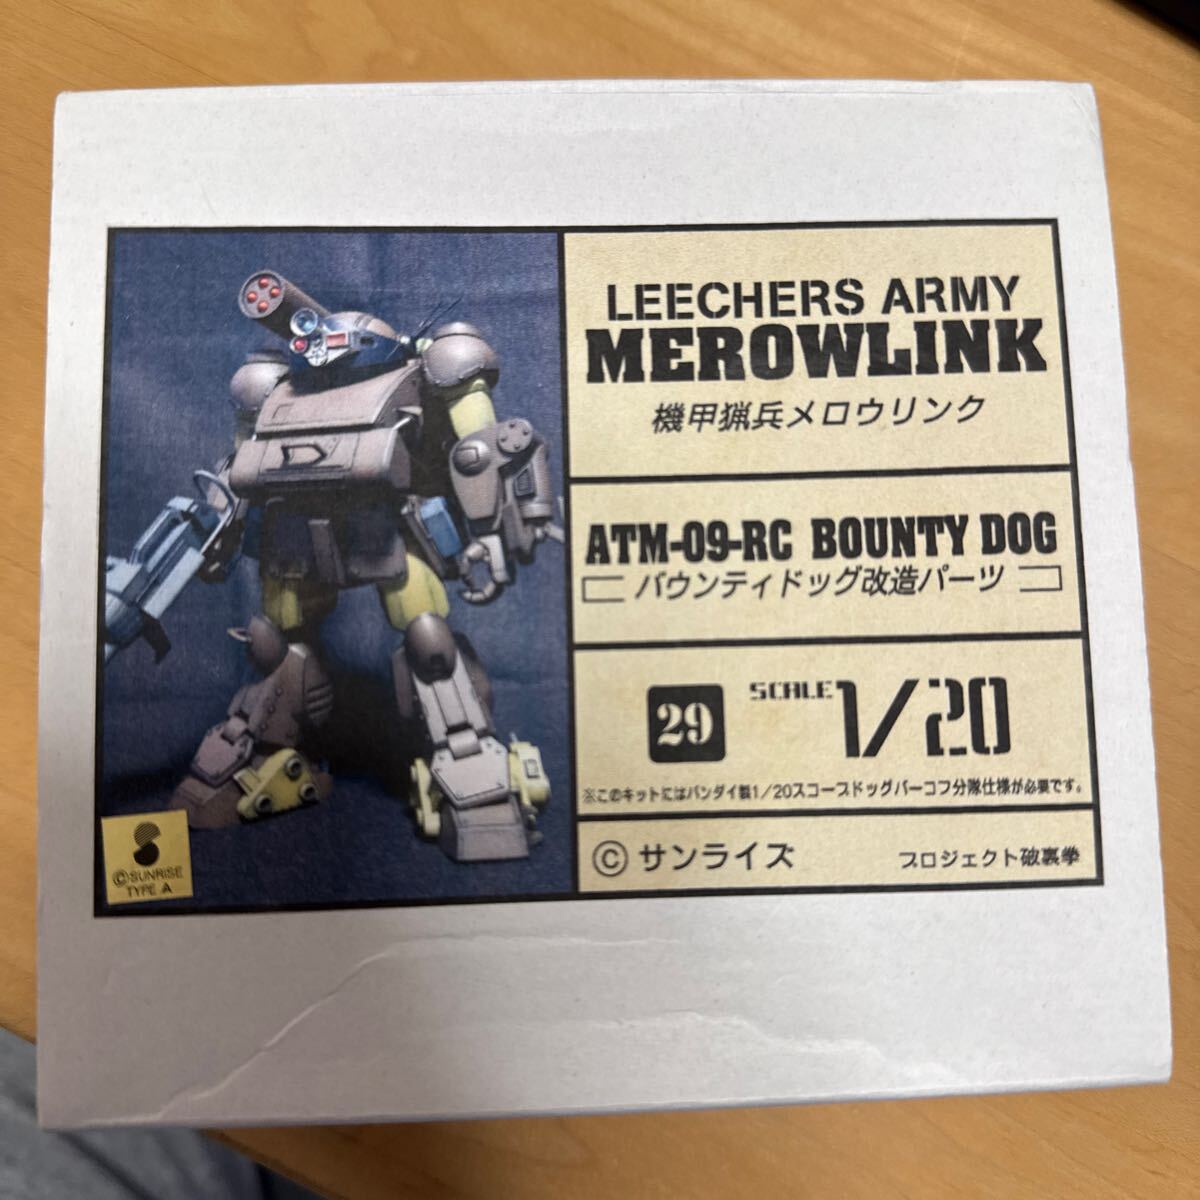 LEECHERS ARMY
MEROWLINK
機甲猟兵メロウリンク
ATM-09-RC BOUNTY DOG
バウンティドッグ改造パーツ
29
SCALE 1/20
※このキットにはバンダイ製1/20スコープドッグバーコフ分隊仕様が必要です。
©サンライズ
プロジェクト破裏拳
©SUNRISE
TYPE A